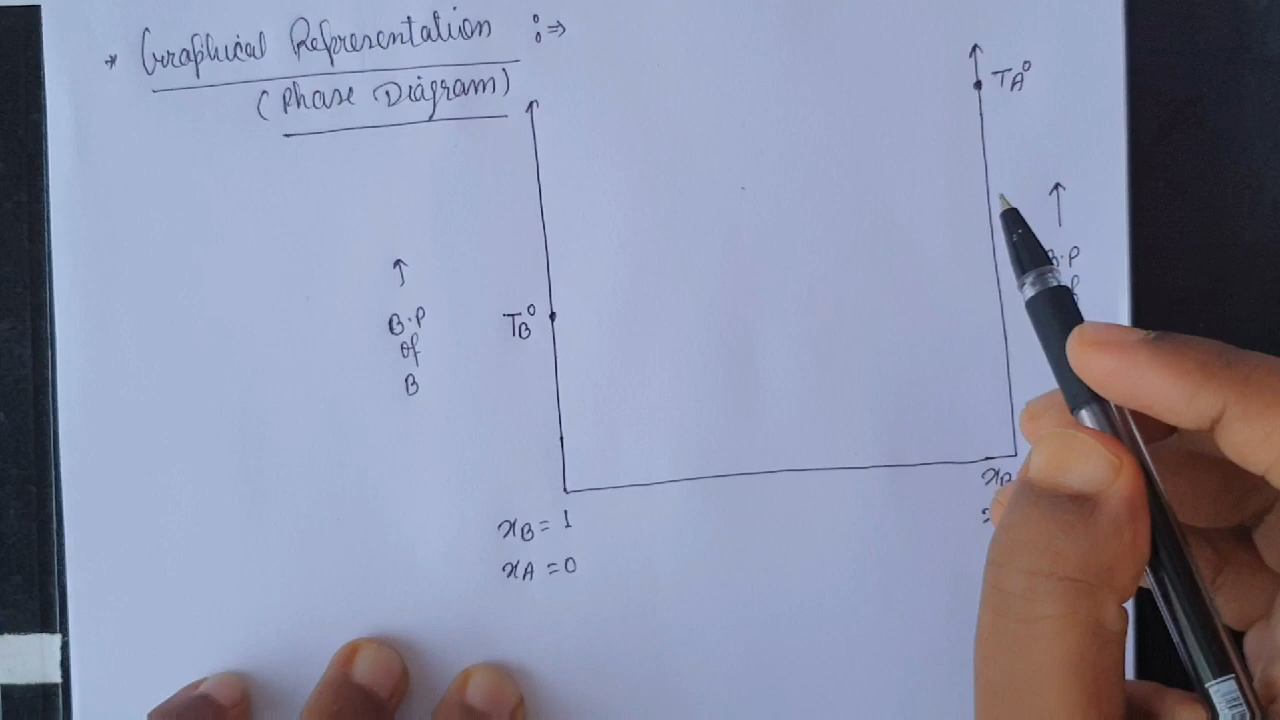 * Graphical Representation :⇒
(Phase Diagram)
↑
TA°
↑
↑
B.P
of
B
TB°
↑
B.P
xB = 1
xA = 0